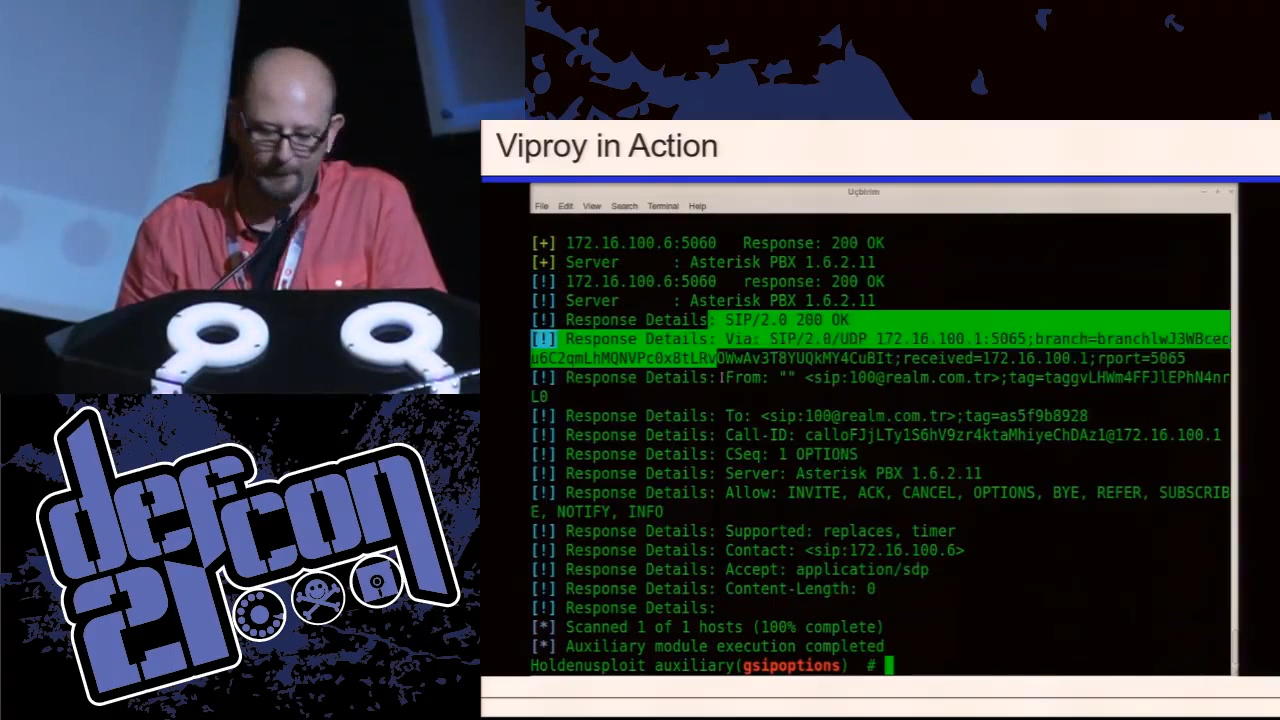 Viproy in Action
Uçbirim
File Edit View Search Terminal Help
[+] 172.16.100.6:5060 Response: 200 OK
[+] Server : Asterisk PBX 1.6.2.11
[!] 172.16.100.6:5060 response: 200 OK
[!] Server : Asterisk PBX 1.6.2.11
[!] Response Details: SIP/2.0 200 OK
[!] Response Details: Via: SIP/2.0/UDP 172.16.100.1:5065;branch=branchlwJ3WBcec
u6C2qmLhMQNVPc0x8tLRvOWwAv3T8YUQkMY4CuBIt;received=172.16.100.1;rport=5065
[!] Response Details: From: "" <sip:100@realm.com.tr>;tag=taggvLHWm4FFJlEPhN4nr
L0
[!] Response Details: To: <sip:100@realm.com.tr>;tag=as5f9b8928
[!] Response Details: Call-ID: calloFJjLTy1S6hV9zr4ktaMhiyeChDAz1@172.16.100.1
[!] Response Details: CSeq: 1 OPTIONS
[!] Response Details: Server: Asterisk PBX 1.6.2.11
[!] Response Details: Allow: INVITE, ACK, CANCEL, OPTIONS, BYE, REFER, SUBSCRIB
E, NOTIFY, INFO
[!] Response Details: Supported: replaces, timer
[!] Response Details: Contact: <sip:172.16.100.6>
[!] Response Details: Accept: application/sdp
[!] Response Details: Content-Length: 0
[!] Response Details:
[*] Scanned 1 of 1 hosts (100% complete)
[*] Auxiliary module execution completed
Holdenusploit auxiliary(gsipoptions) #
defcon
21